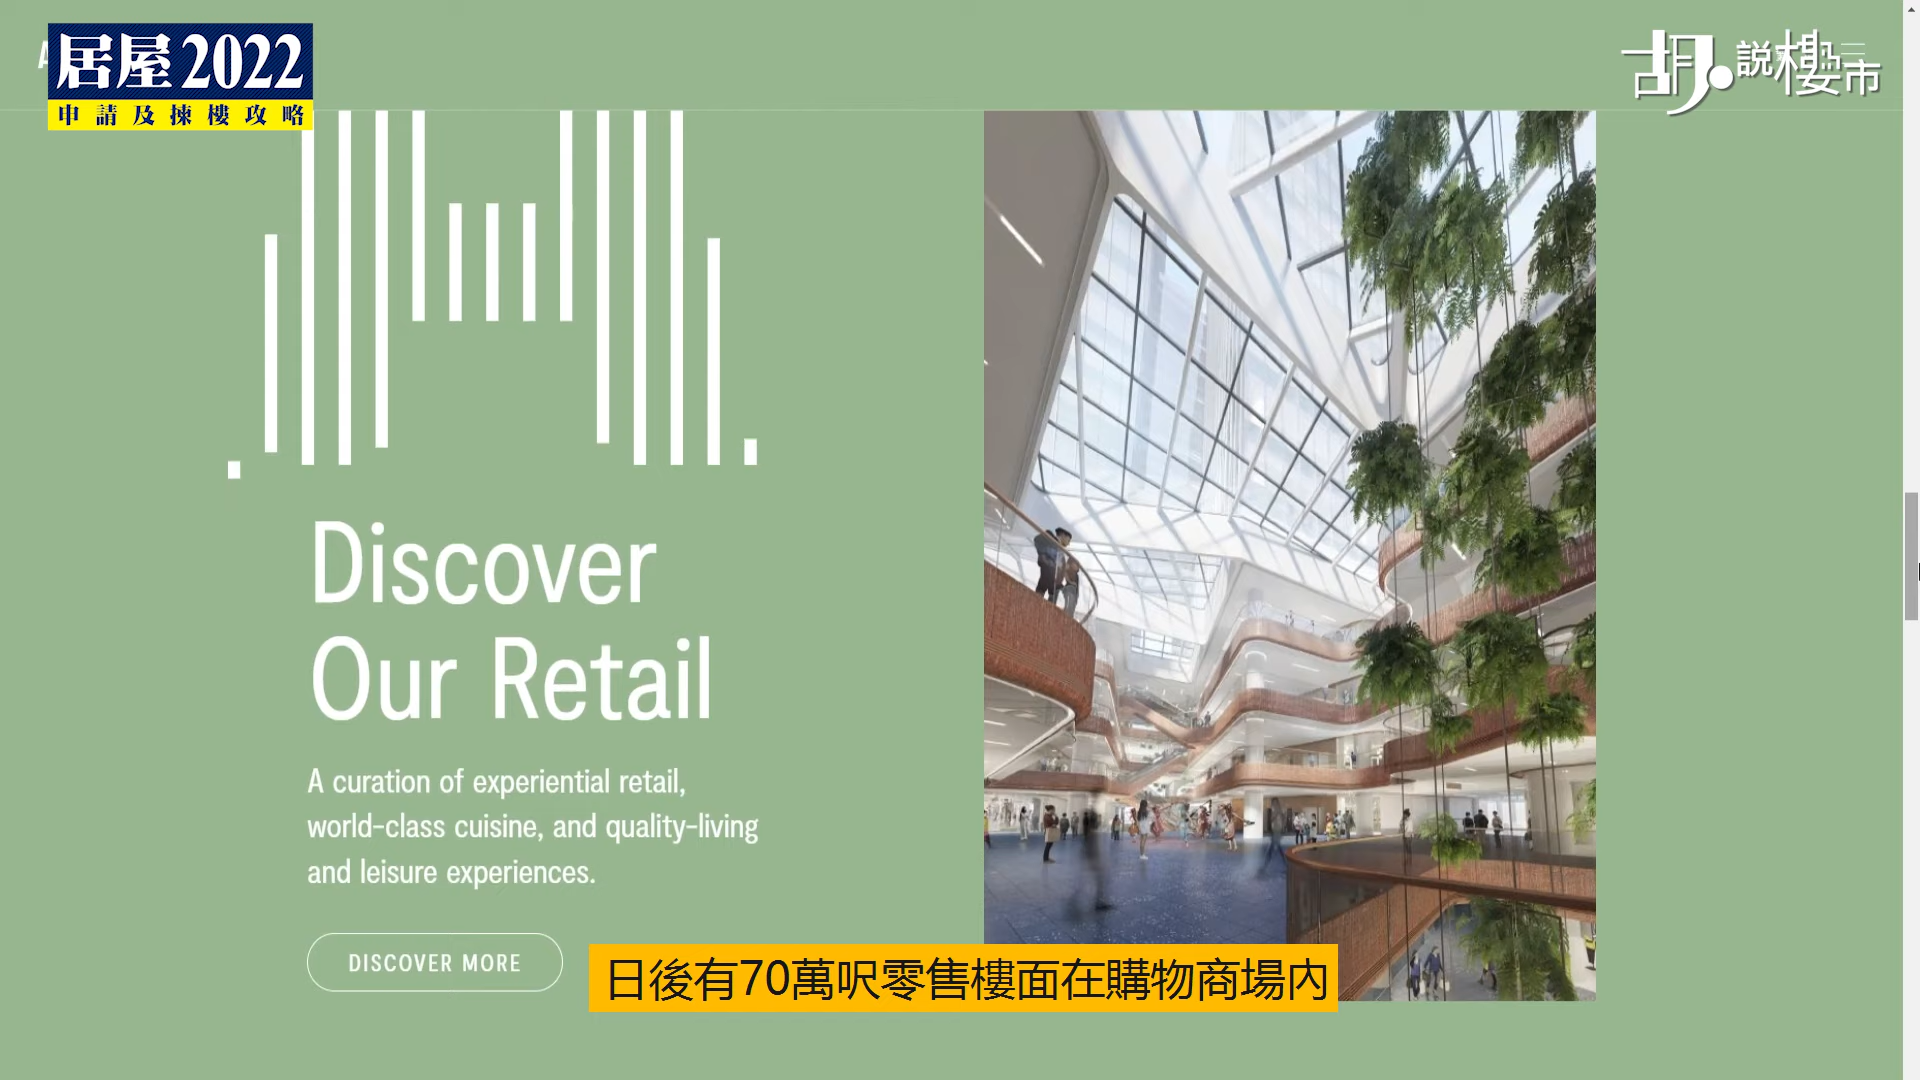 居屋2022
申請及揀樓攻略
胡.說樓市
Discover
Our Retail
A curation of experiential retail,
world-class cuisine, and quality-living
and leisure experiences.
DISCOVER MORE
日後有70萬呎零售樓面在購物商場內